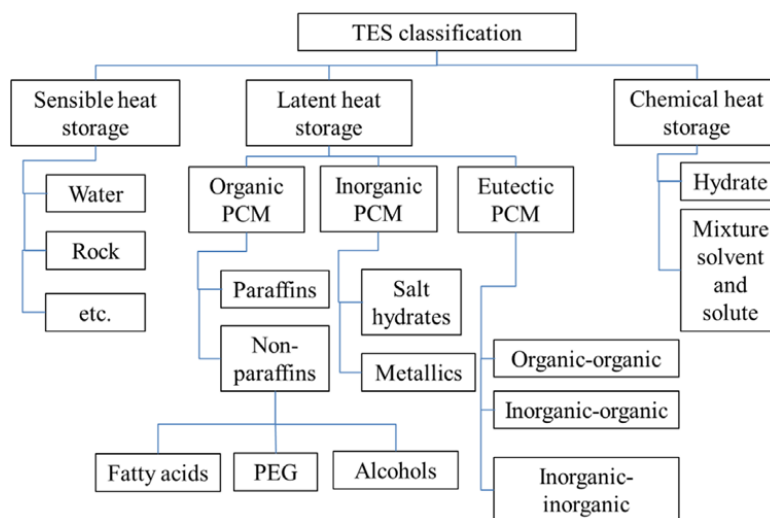 TES classification
Sensible heat
storage
Latent heat
storage
Chemical heat
storage
Water
Rock
etc.
Organic
PCM
Inorganic
PCM
Eutectic
PCM
Hydrate
Mixture
solvent
and
solute
Paraffins
Non-
paraffins
Salt
hydrates
Metallics
Organic-organic
Inorganic-organic
Inorganic-
inorganic
Fatty acids
PEG
Alcohols